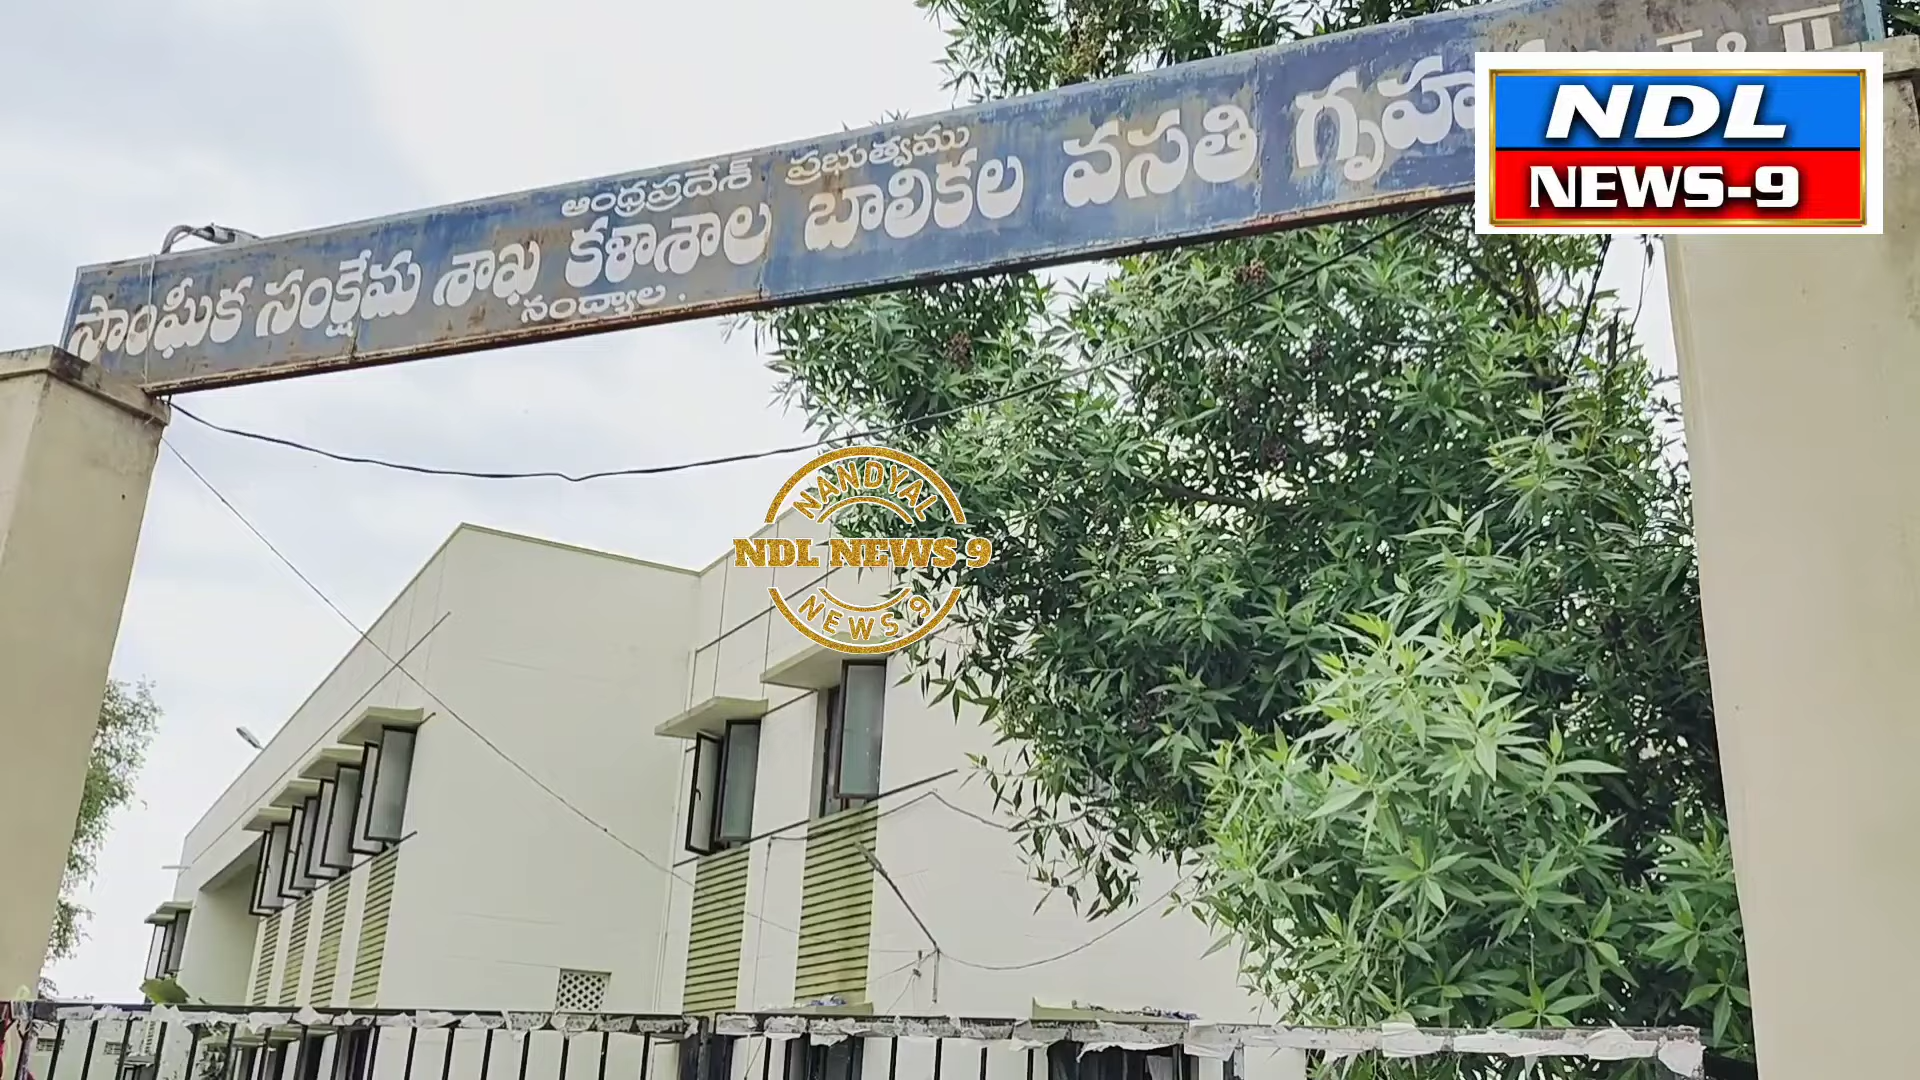 ఆంధ్రప్రదేశ్ ప్రభుత్వము
సాంఘీక సంక్షేమ శాఖ కళాశాల బాలికల వసతి గృహ
నంద్యాల.
NDL
NEWS-9
NANDYAL
NDL NEWS 9
NEWS 9